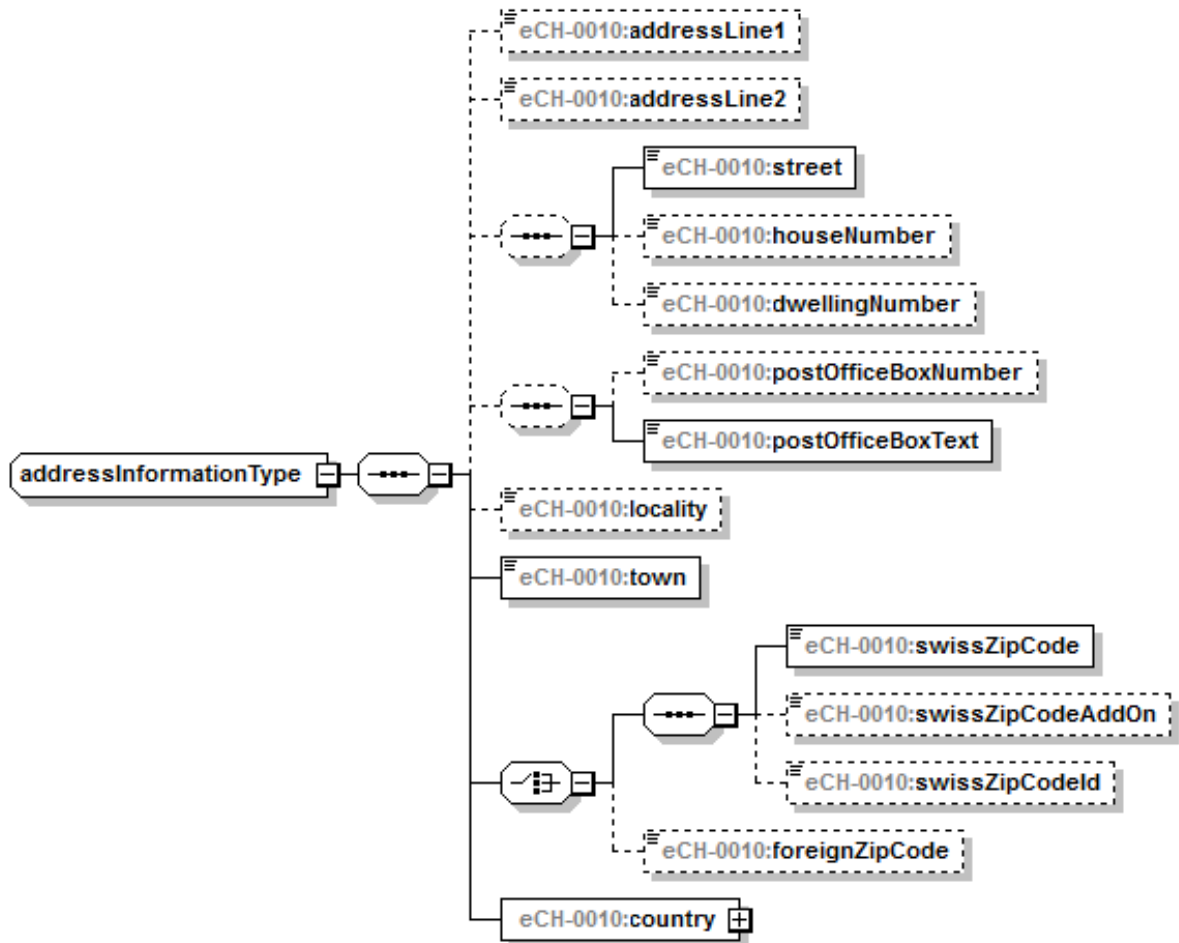 eCH-0010:addressLine1
eCH-0010:addressLine2
eCH-0010:street
eCH-0010:houseNumber
eCH-0010:dwellingNumber
eCH-0010:postOfficeBoxNumber
eCH-0010:postOfficeBoxText
addressInformationType
eCH-0010:locality
eCH-0010:town
eCH-0010:swissZipCode
eCH-0010:swissZipCodeAddOn
eCH-0010:swissZipCodeId
eCH-0010:foreignZipCode
eCH-0010:country